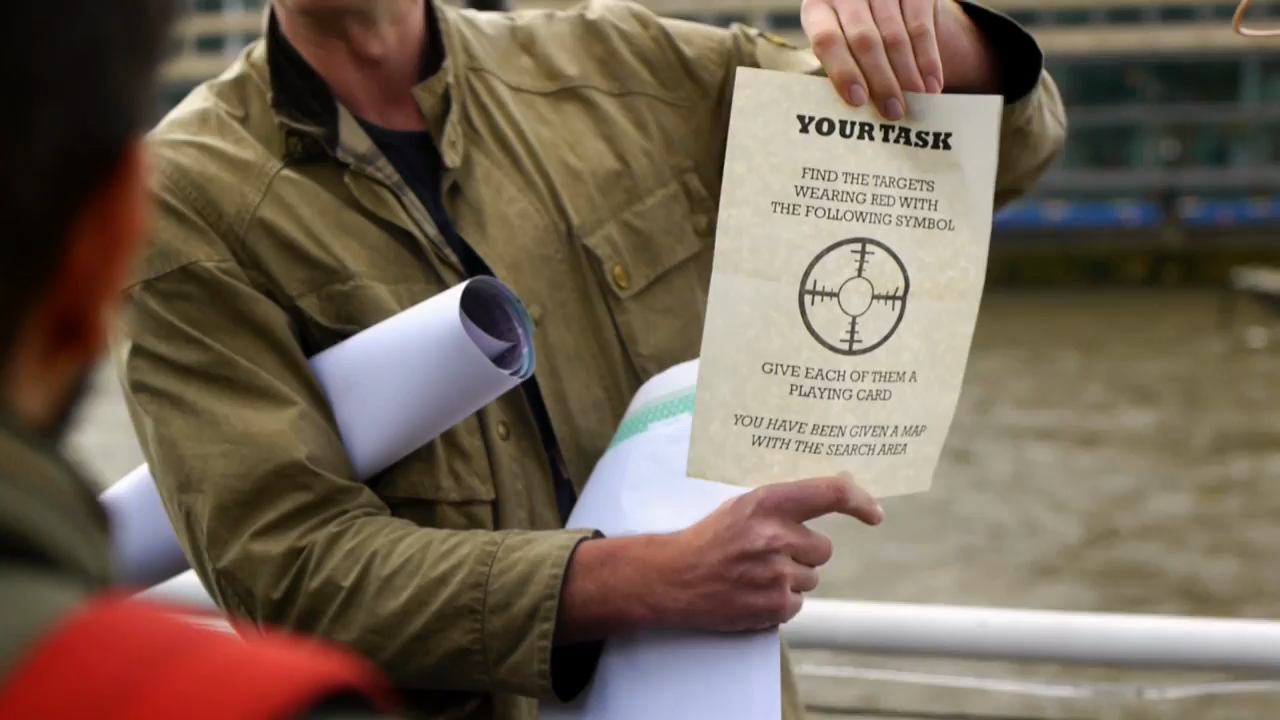 YOUR TASK
FIND THE TARGETS
WEARING RED WITH
THE FOLLOWING SYMBOL
GIVE EACH OF THEM A
PLAYING CARD
YOU HAVE BEEN GIVEN A MAP
WITH THE SEARCH AREA